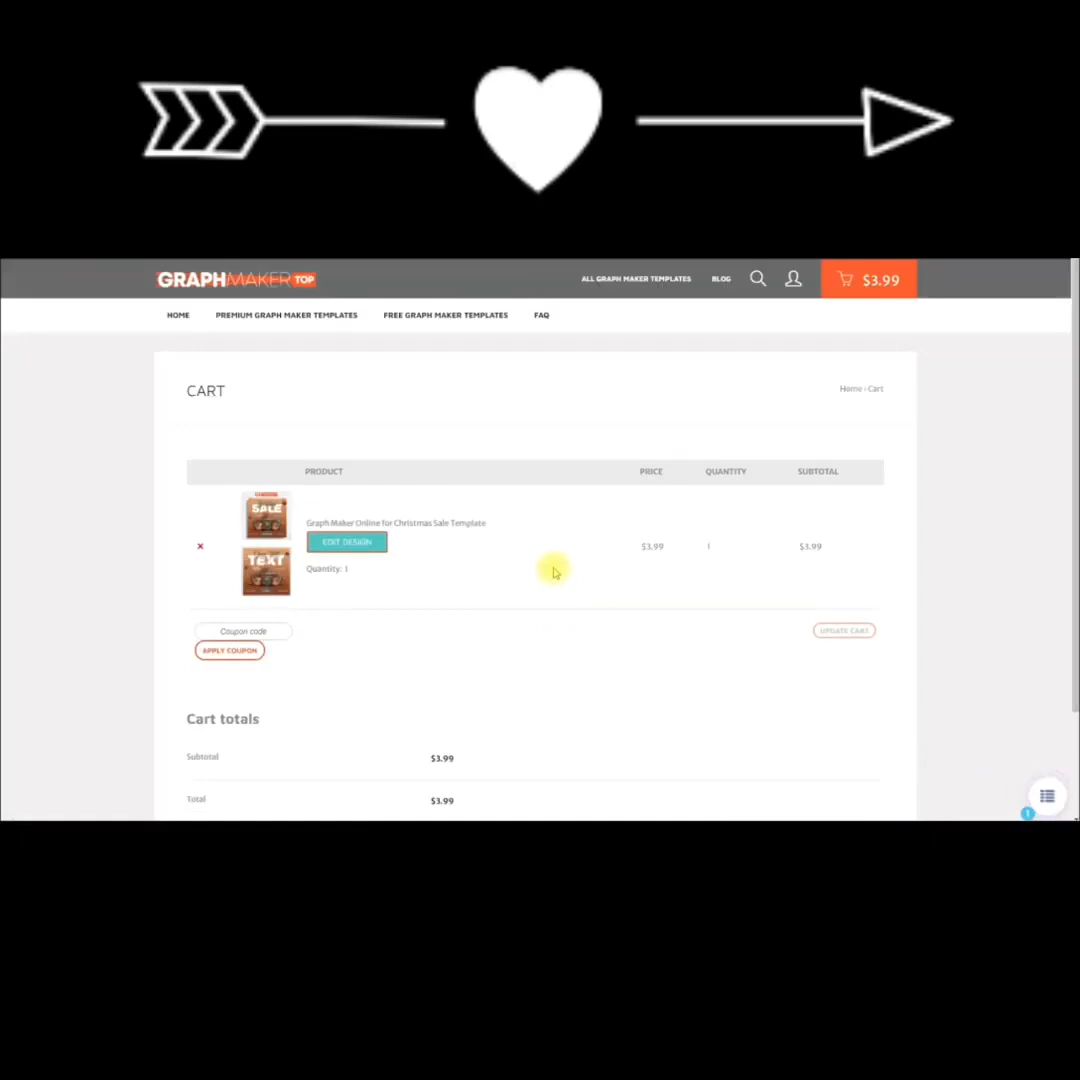 GRAPHMAKER TOP
ALL GRAPH MAKER TEMPLATES BLOG $3.99
HOME PREMIUM GRAPH MAKER TEMPLATES FREE GRAPH MAKER TEMPLATES FAQ
CART
Home › Cart
PRODUCT PRICE QUANTITY SUBTOTAL
SALE
Graph Maker Online for Christmas Sale Template
EDIT DESIGN
× $3.99 1 $3.99
TEXT
Quantity: 1
Coupon code
UPDATE CART
APPLY COUPON
Cart totals
Subtotal $3.99
Total $3.99
1